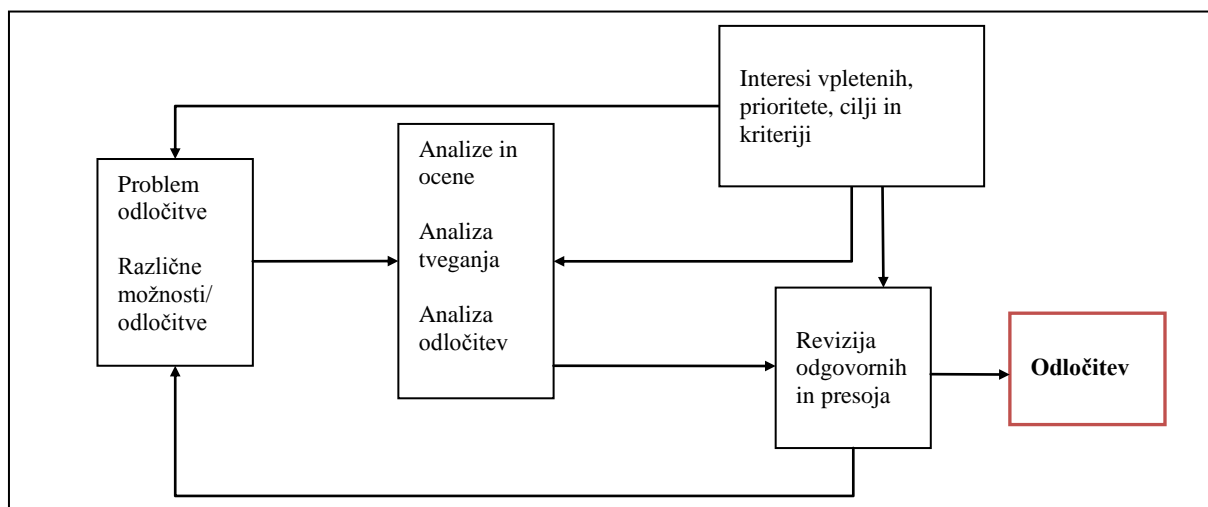 Interesi vpletenih,
prioritete, cilji in
kriteriji
Problem
odločitve
Različne
možnosti/
odločitve
Analize in
ocene
Analiza
tveganja
Analiza
odločitev
Revizija
odgovornih
in presoja
Odločitev